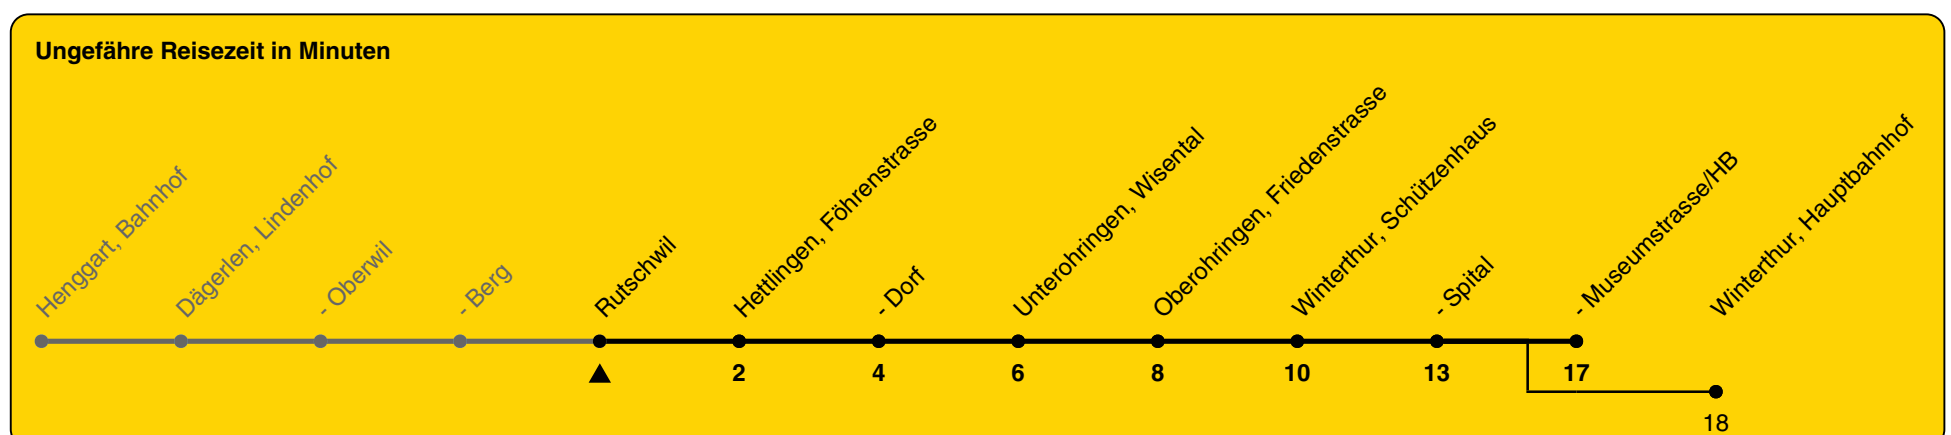 Ungefähre Reisezeit in Minuten
Henggart, Bahnhof
Dägerlen, Lindenhof
- Oberwil
- Berg
Rutschwil
Hettlingen, Föhrenstrasse
- Dorf
Unterohringen, Wisental
Oberohringen, Friedenstrasse
Winterthur, Schützenhaus
- Spital
- Museumstrasse/HB
Winterthur, Hauptbahnhof
2 4 6 8 10 13 17
18